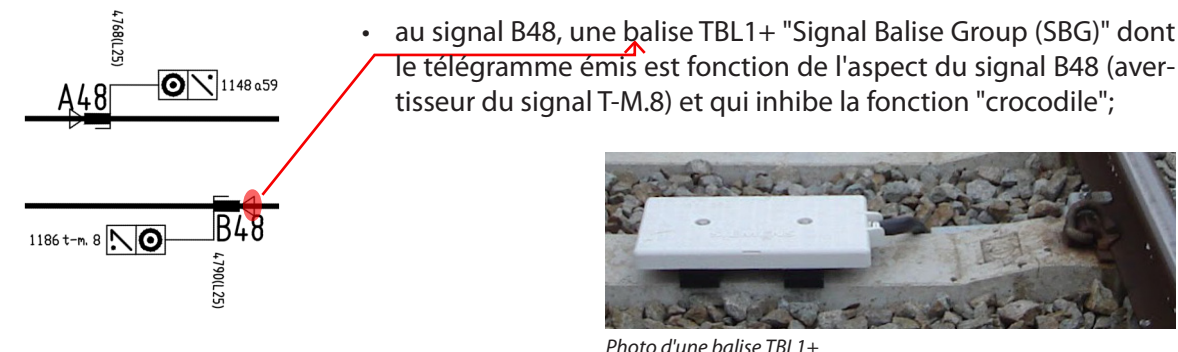 4768(L25)
A48
1148 a59
1186 t-m. 8
B48
4790(L25)
• au signal B48, une balise TBL1+ "Signal Balise Group (SBG)" dont
le télégramme émis est fonction de l'aspect du signal B48 (aver-
tisseur du signal T-M.8) et qui inhibe la fonction "crocodile";
Photo d'une balise TBL1+